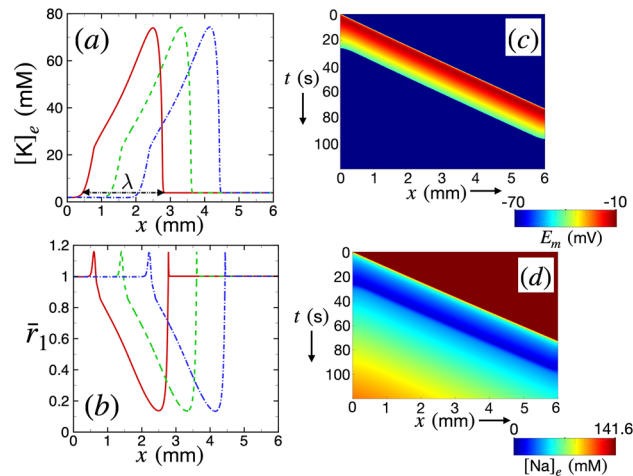 (a)
80
60
40
20
0
[K]e (mM)
λ
0 1 2 3 4 5 6
x (mm)
(c)
0
20
40
60
80
100
t (s)
0 1 2 3 4 5 6
x (mm)
-70 -10
Em (mV)
1.2
1
0.8
0.6
0.4
0.2
0
r̄1
(b)
0 1 2 3 4 5 6
x (mm)
(d)
0
20
40
60
80
100
t (s)
0 1 2 3 4 5 6
x (mm)
0 141.6
[Na]e (mM)